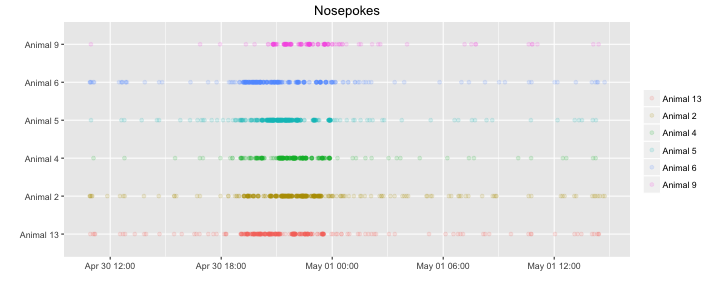 Nosepokes
Animal 9
Animal 6
Animal 5
Animal 4
Animal 2
Animal 13
Apr 30 12:00
Apr 30 18:00
May 01 00:00
May 01 06:00
May 01 12:00
Animal 13
Animal 2
Animal 4
Animal 5
Animal 6
Animal 9